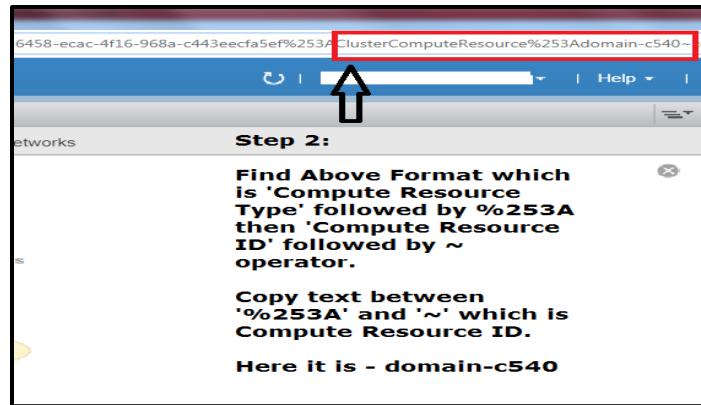 6458-ecac-4f16-968a-c443eecfa5ef%253AClusterComputeResource%253Adomain-c540~
| Help |
etworks
Step 2:
Find Above Format which
is 'Compute Resource
Type' followed by %253A
then 'Compute Resource
ID' followed by ~
operator.
s
Copy text between
'%253A' and '~' which is
Compute Resource ID.
Here it is - domain-c540